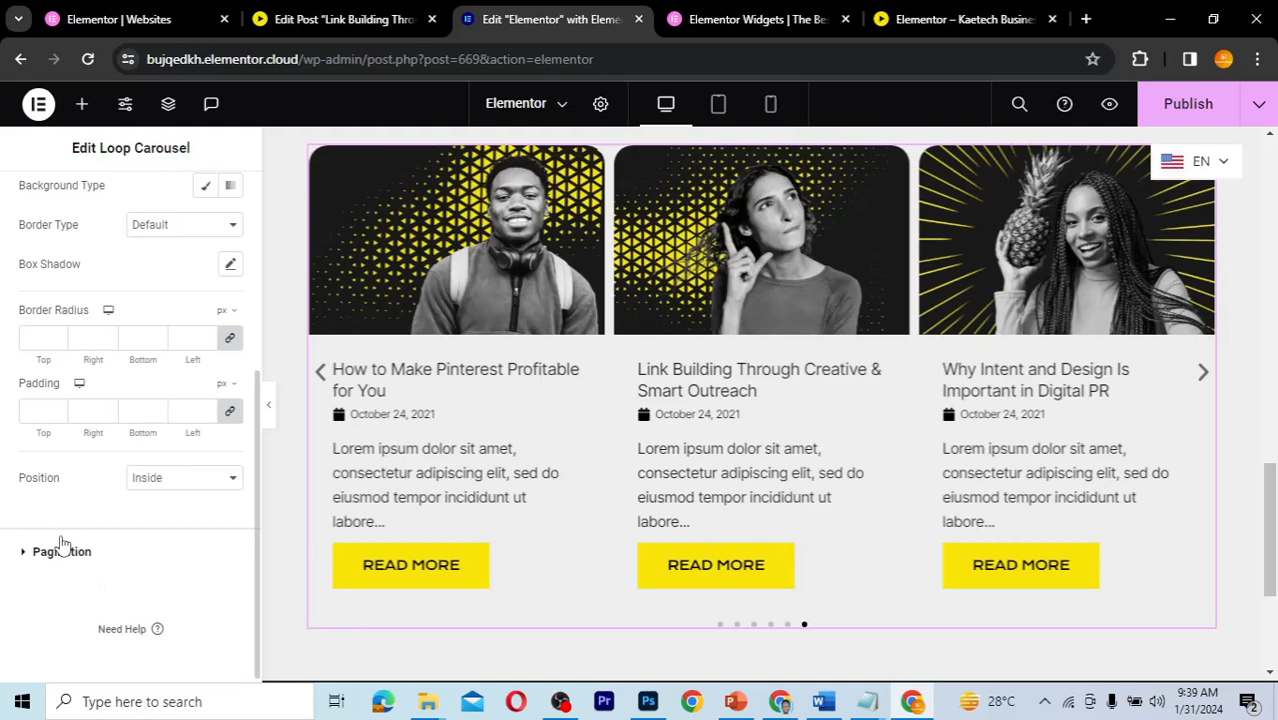 Elementor | Websites
Edit Post "Link Building Thro
Edit "Elementor" with Eleme
Elementor Widgets | The Be
Elementor – Kaetech Busine
bujqedkh.elementor.cloud/wp-admin/post.php?post=669&action=elementor
Elementor
Publish
Edit Loop Carousel
EN
Background Type
Border Type
Default
Box Shadow
Border Radius
px
Top
Right
Bottom
Left
Padding
px
Top
Right
Bottom
Left
Position
Inside
Pagination
Need Help
How to Make Pinterest Profitable
for You
October 24, 2021
Lorem ipsum dolor sit amet,
consectetur adipiscing elit, sed do
eiusmod tempor incididunt ut
labore...
READ MORE
Link Building Through Creative &
Smart Outreach
October 24, 2021
Lorem ipsum dolor sit amet,
consectetur adipiscing elit, sed do
eiusmod tempor incididunt ut
labore...
READ MORE
Why Intent and Design Is
Important in Digital PR
October 24, 2021
Lorem ipsum dolor sit amet,
consectetur adipiscing elit, sed do
eiusmod tempor incididunt ut
labore...
READ MORE
Type here to search
Pr
Ps
28°C
9:39 AM
1/31/2024
2